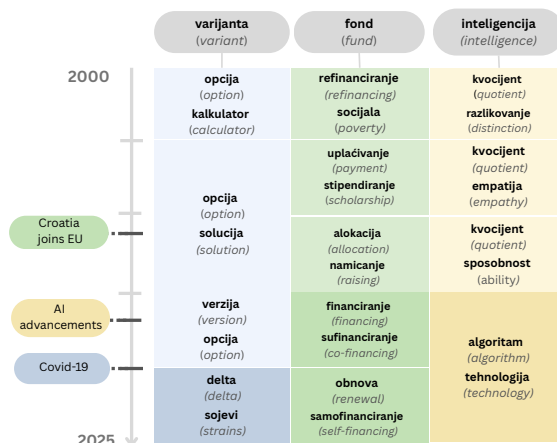 varijanta
(variant)
fond
(fund)
inteligencija
(intelligence)
2000
opcija
(option)
kalkulator
(calculator)
opcija
(option)
solucija
(solution)
verzija
(version)
opcija
(option)
delta
(delta)
sojevi
(strains)
refinanciranje
(refinancing)
socijala
(poverty)
uplaćivanje
(payment)
stipendiranje
(scholarship)
alokacija
(allocation)
namicanje
(raising)
financiranje
(financing)
sufinanciranje
(co-financing)
obnova
(renewal)
samofinanciranje
(self-financing)
kvocijent
(quotient)
razlikovanje
(distinction)
kvocijent
(quotient)
empatija
(empathy)
kvocijent
(quotient)
sposobnost
(ability)
algoritam
(algorithm)
tehnologija
(technology)
Croatia
joins EU
AI
advancements
Covid-19
2025